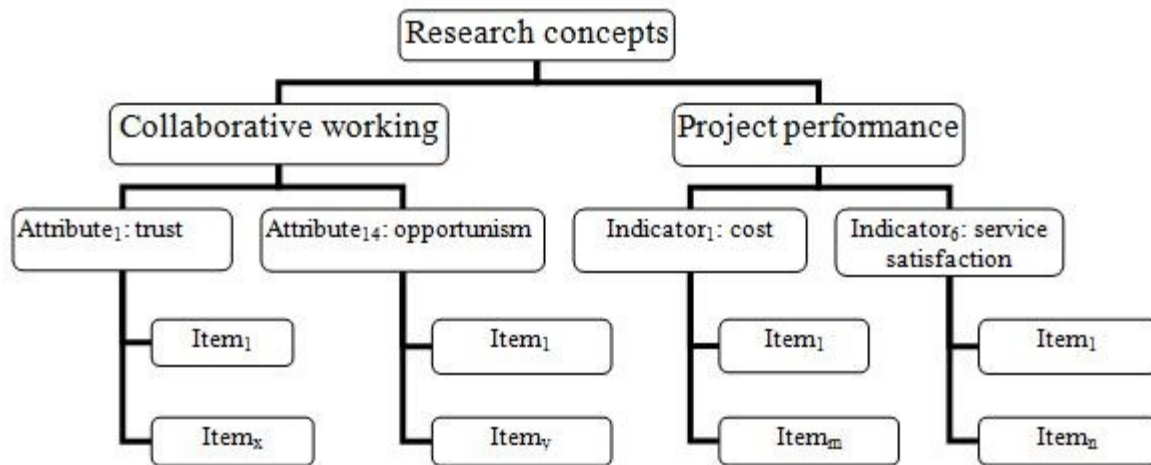 Research concepts
Collaborative working
Project performance
Attribute₁: trust
Attribute₁₄: opportunism
Indicator₁: cost
Indicator₆: service
satisfaction
Item₁
Item₁
Item₁
Item₁
Itemₓ
Itemᵧ
Itemₘ
Itemₙ